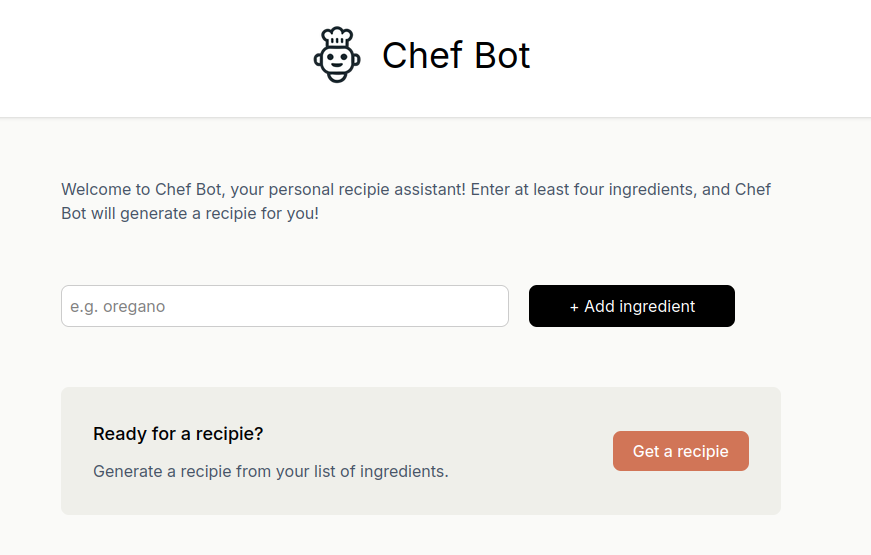 Chef Bot
Welcome to Chef Bot, your personal recipie assistant! Enter at least four ingredients, and Chef
Bot will generate a recipie for you!
e.g. oregano
+ Add ingredient
Ready for a recipie?
Generate a recipie from your list of ingredients.
Get a recipie